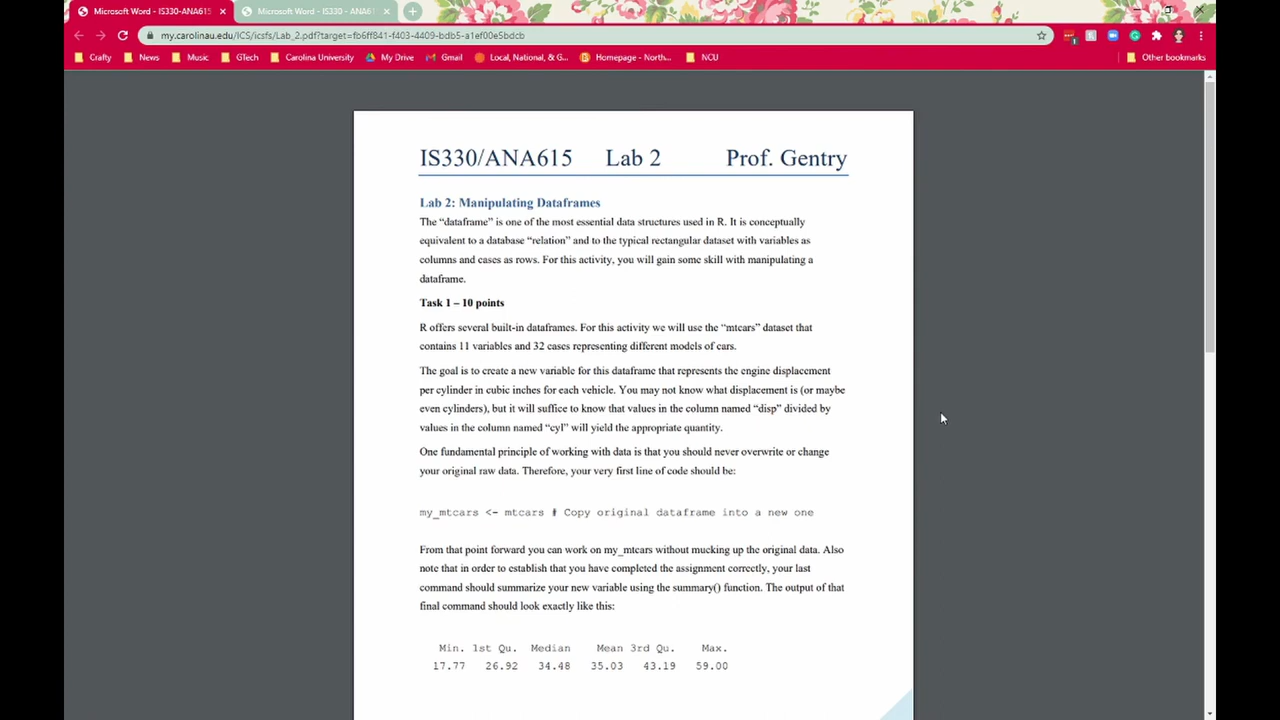 Microsoft Word - IS330-ANA615
Microsoft Word - IS330 - ANA61
my.carolinau.edu/ICS/icsfs/Lab_2.pdf?target=fb6ff841-f403-4409-bdb5-a1ef00e5bdcb
Crafty News Music GTech Carolina University My Drive Gmail Local, National, & G... Homepage - North... NCU Other bookmarks
IS330/ANA615 Lab 2 Prof. Gentry
Lab 2: Manipulating Dataframes
The “dataframe” is one of the most essential data structures used in R. It is conceptually
equivalent to a database “relation” and to the typical rectangular dataset with variables as
columns and cases as rows. For this activity, you will gain some skill with manipulating a
dataframe.
Task 1 – 10 points
R offers several built-in dataframes. For this activity we will use the “mtcars” dataset that
contains 11 variables and 32 cases representing different models of cars.
The goal is to create a new variable for this dataframe that represents the engine displacement
per cylinder in cubic inches for each vehicle. You may not know what displacement is (or maybe
even cylinders), but it will suffice to know that values in the column named “disp” divided by
values in the column named “cyl” will yield the appropriate quantity.
One fundamental principle of working with data is that you should never overwrite or change
your original raw data. Therefore, your very first line of code should be:
my_mtcars <- mtcars # Copy original dataframe into a new one
From that point forward you can work on my_mtcars without mucking up the original data. Also
note that in order to establish that you have completed the assignment correctly, your last
command should summarize your new variable using the summary() function. The output of that
final command should look exactly like this:
Min. 1st Qu. Median Mean 3rd Qu. Max.
17.77 26.92 34.48 35.03 43.19 59.00